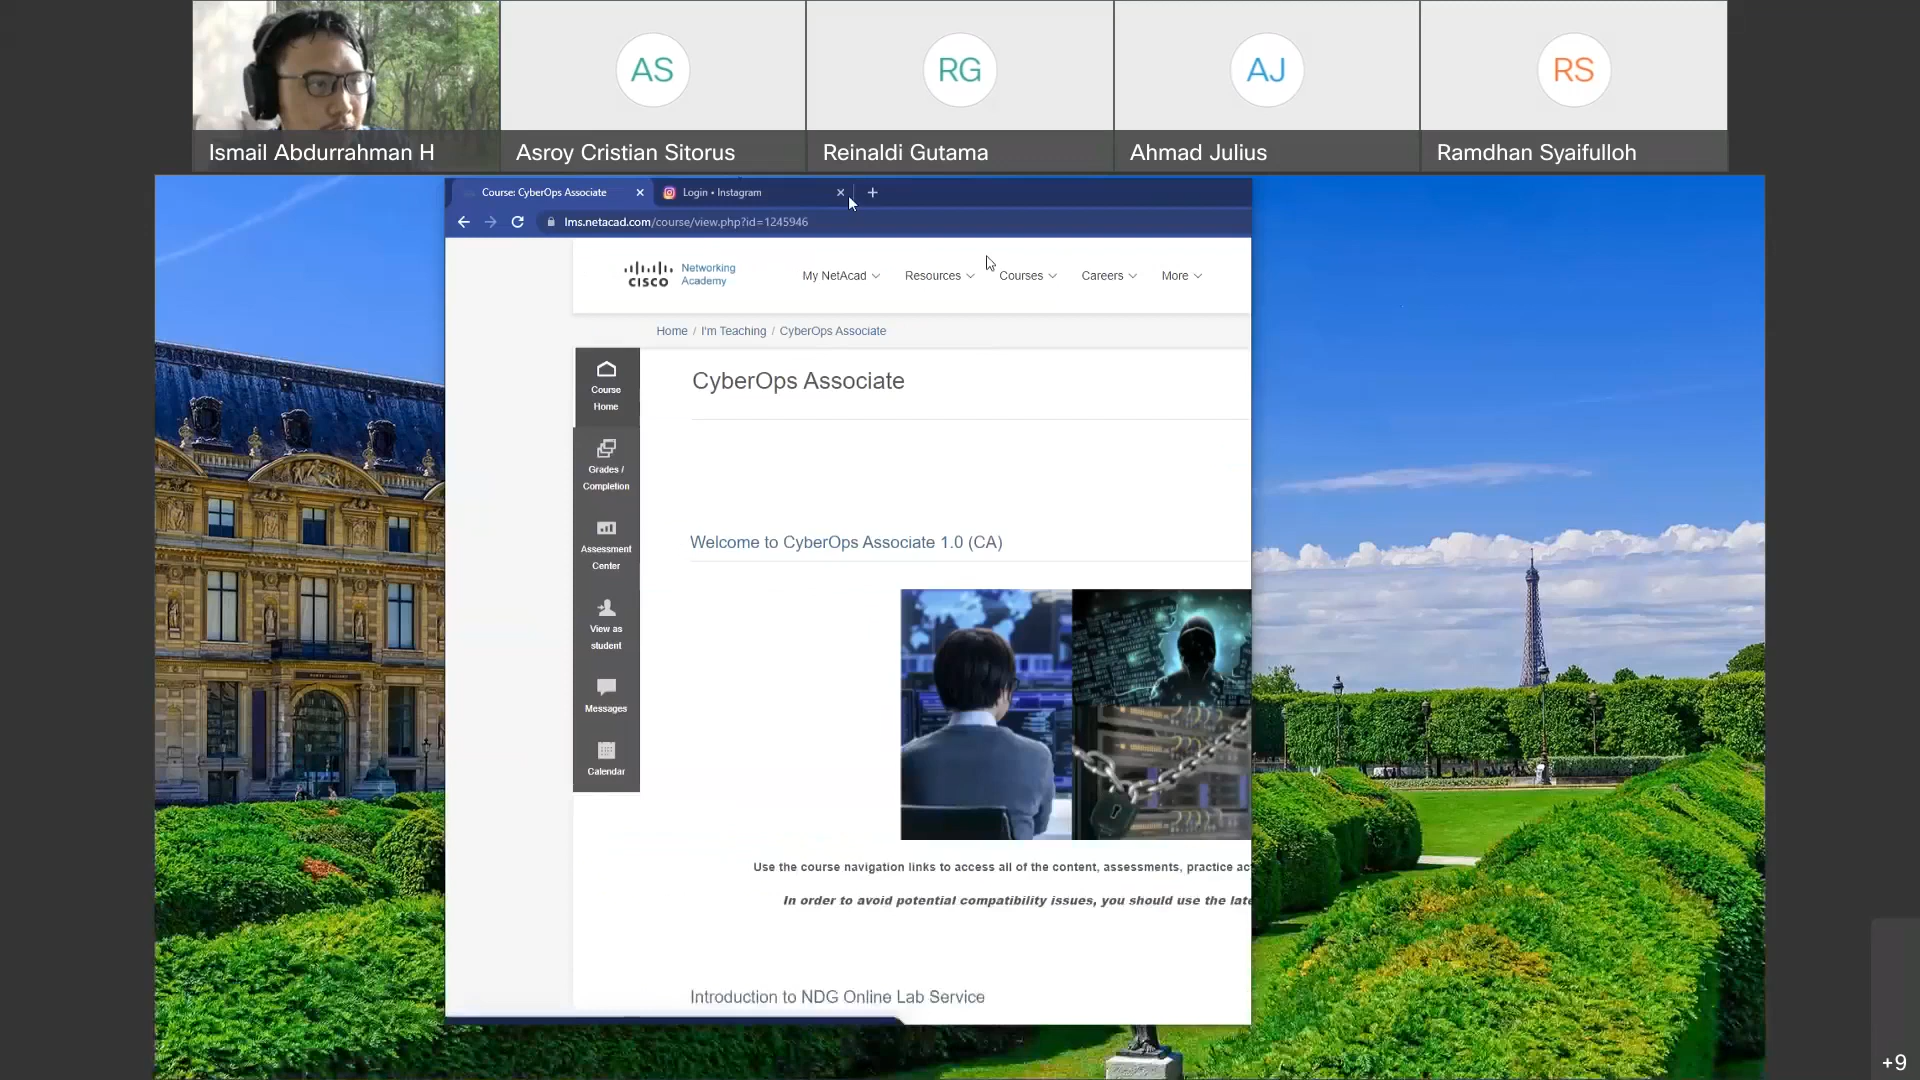 AS
RG
AJ
RS
Ismail Abdurrahman H
Asroy Cristian Sitorus
Reinaldi Gutama
Ahmad Julius
Ramdhan Syaifulloh
Course: CyberOps Associate
Login • Instagram
lms.netacad.com/course/view.php?id=1245946
cisco
Networking
Academy
My NetAcad
Resources
Courses
Careers
More
Home / I'm Teaching / CyberOps Associate
Course
Home
CyberOps Associate
Grades /
Completion
Assessment
Center
View as
student
Messages
Calendar
Welcome to CyberOps Associate 1.0 (CA)
Use the course navigation links to access all of the content, assessments, practice ac
In order to avoid potential compatibility issues, you should use the late
Introduction to NDG Online Lab Service
+9